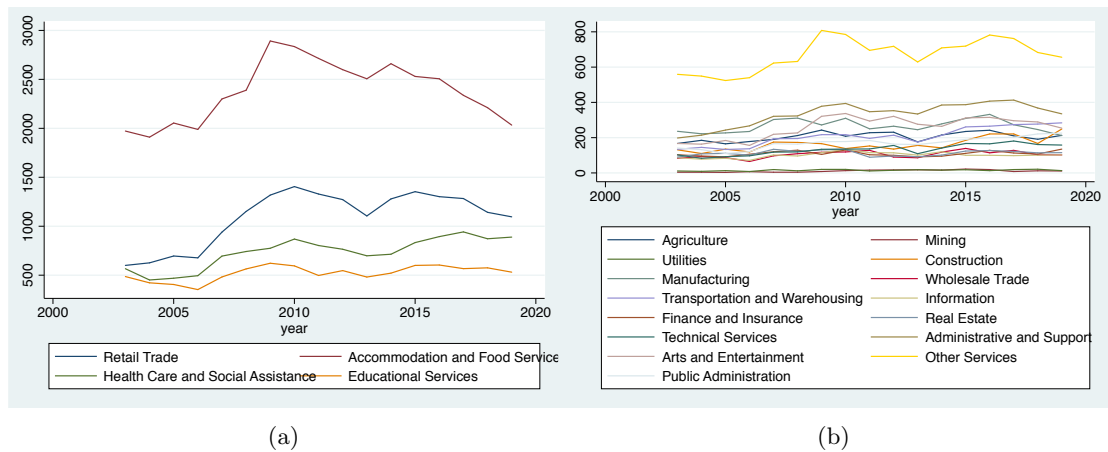 3000
2500
2000
1500
1000
500
2000 2005 2010 2015 2020
year
Retail Trade Accommodation and Food Service
Health Care and Social Assistance Educational Services
(a)
800
600
400
200
0
2000 2005 2010 2015 2020
year
Agriculture Mining
Utilities Construction
Manufacturing Wholesale Trade
Transportation and Warehousing Information
Finance and Insurance Real Estate
Technical Services Administrative and Support
Arts and Entertainment Other Services
Public Administration
(b)